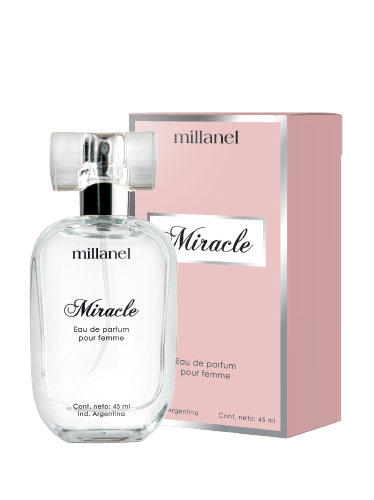 millanel
Miracle
Eau de parfum
pour femme
Cont. neto: 45 ml
Ind. Argentina
millanel
Miracle
Eau de parfum
pour femme
Argentina Cont. neto: 45 ml